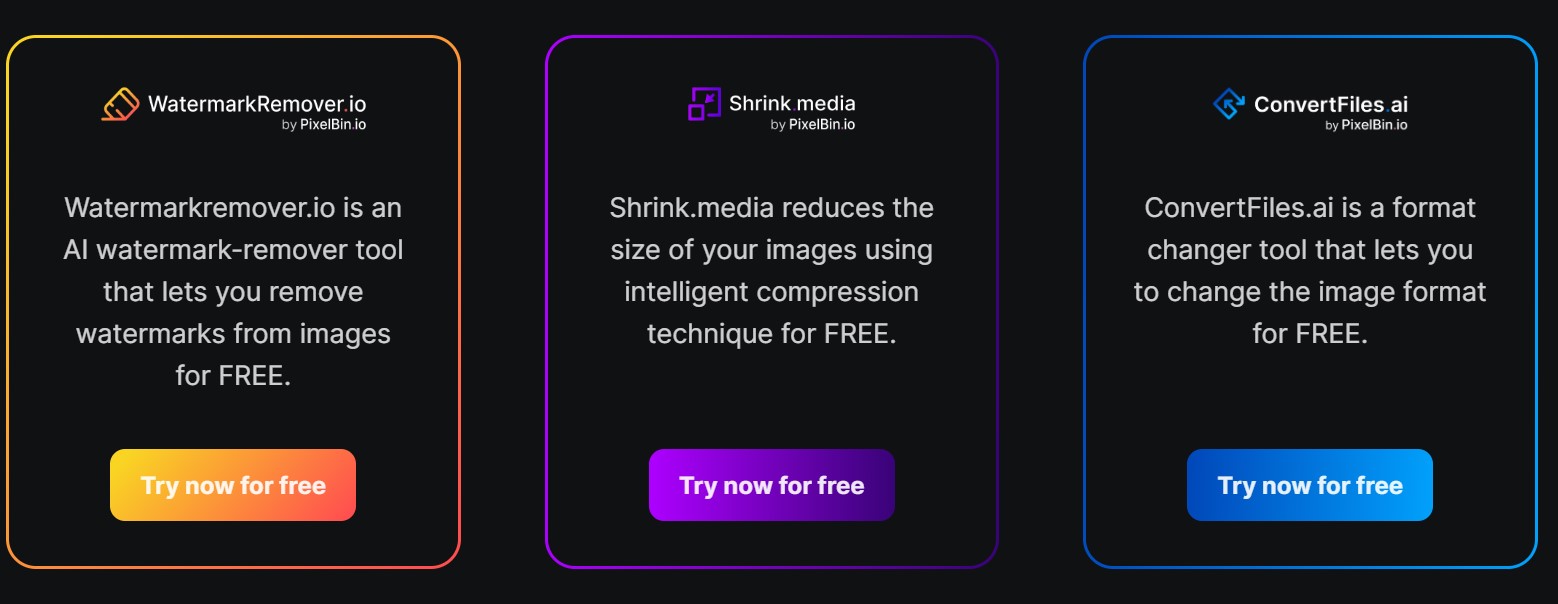 WatermarkRemover.io
by PixelBin.io
Watermarkremover.io is an
AI watermark-remover tool
that lets you remove
watermarks from images
for FREE.
Try now for free
Shrink.media
by PixelBin.io
Shrink.media reduces the
size of your images using
intelligent compression
technique for FREE.
Try now for free
ConvertFiles.ai
by PixelBin.io
ConvertFiles.ai is a format
changer tool that lets you
to change the image format
for FREE.
Try now for free